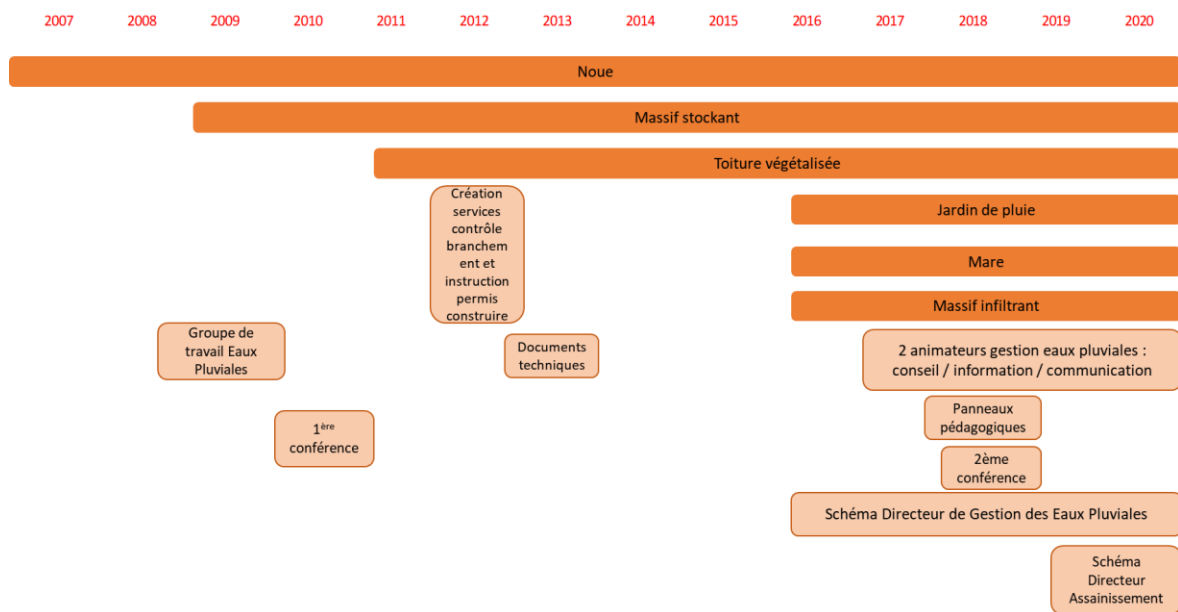 2007 2008 2009 2010 2011 2012 2013 2014 2015 2016 2017 2018 2019 2020
Noue
Massif stockant
Toiture végétalisée
Création
services
contrôle
branchem
ent et
instruction
permis
construire
Jardin de pluie
Mare
Massif infiltrant
Groupe de
travail Eaux
Pluviales
Documents
techniques
2 animateurs gestion eaux pluviales :
conseil / information / communication
1ère
conférence
Panneaux
pédagogiques
2ème
conférence
Schéma Directeur de Gestion des Eaux Pluviales
Schéma
Directeur
Assainissement